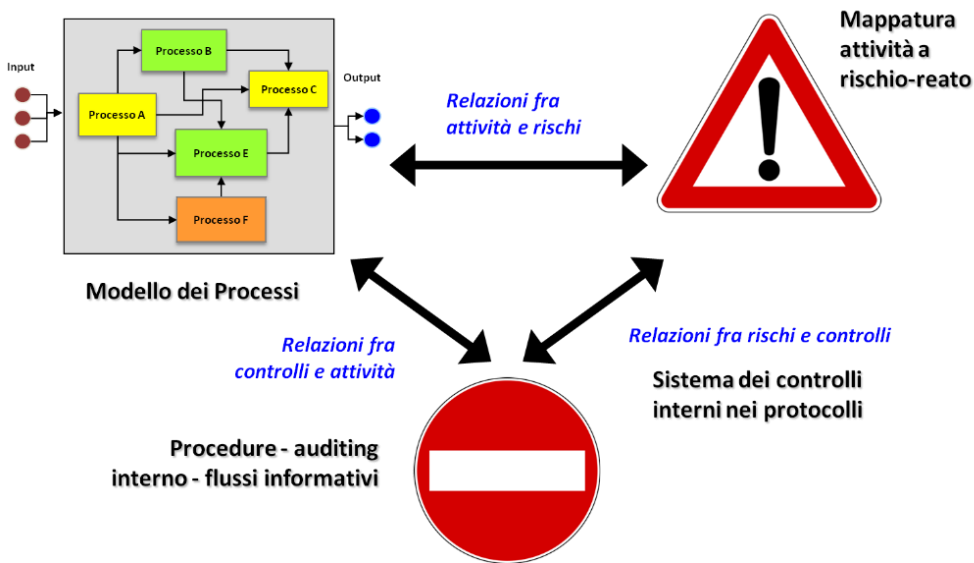 Input
Processo B
Processo C
Processo A
Processo E
Processo F
Output
Modello dei Processi
Relazioni fra
attività e rischi
Mappatura
attività a
rischio-reato
Relazioni fra
controlli e attività
Relazioni fra rischi e controlli
Sistema dei controlli
interni nei protocolli
Procedure - auditing
interno - flussi informativi